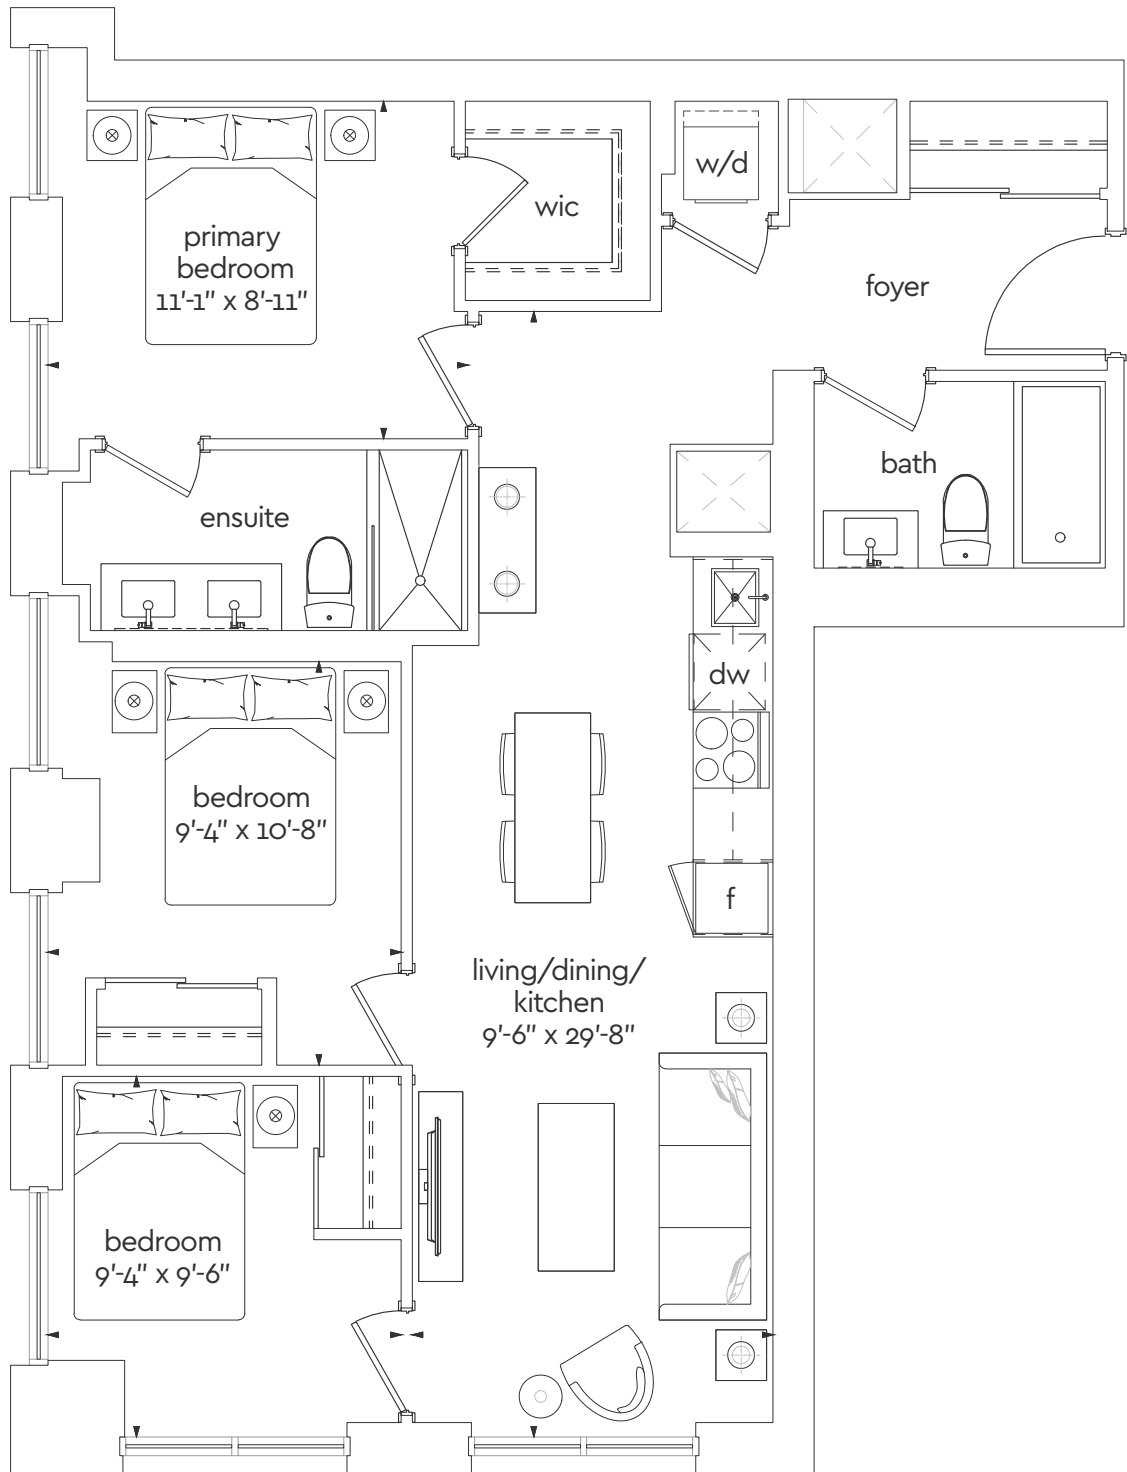 w/d
wic
primary
bedroom
11'-1" x 8'-11"
foyer
bath
ensuite
dw
bedroom
9'-4" x 10'-8"
f
living/dining/
kitchen
9'-6" x 29'-8"
bedroom
9'-4" x 9'-6"